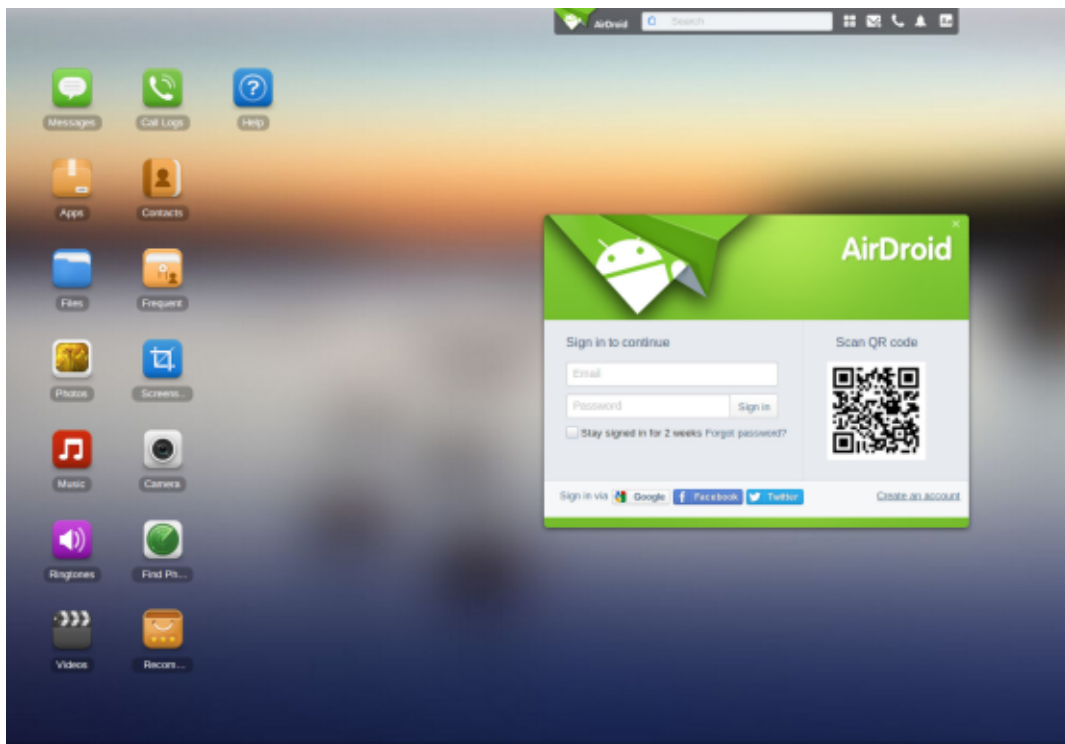 AirDroid
Search
Messages
Call Logs
Help
Apps
Contacts
Files
Frequent
Photos
Screens...
Music
Camera
Ringtones
Find Ph...
Videos
Recom...
AirDroid
Sign in to continue
Scan QR code
Email
Password
Sign in
Stay signed in for 2 weeks Forgot password?
Sign in via Google Facebook Twitter
Create an account